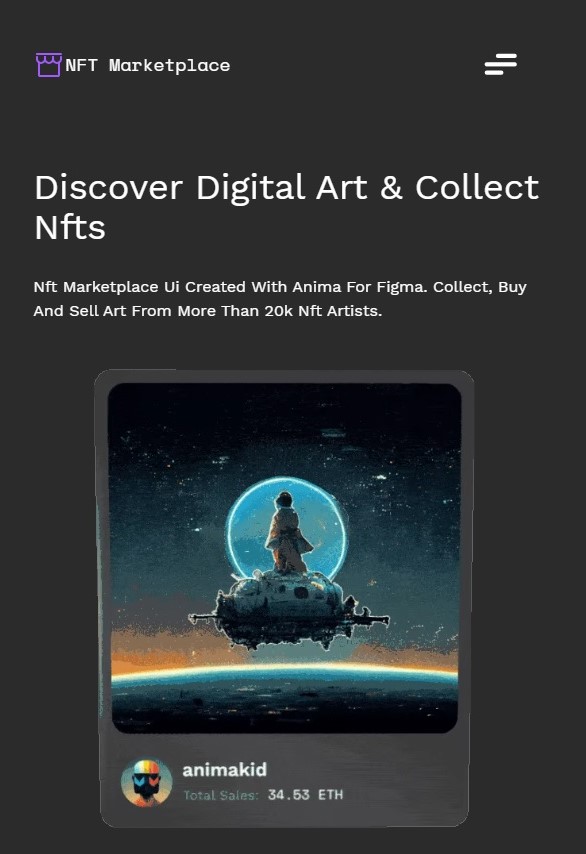 NFT Marketplace
Discover Digital Art & Collect
Nfts
Nft Marketplace Ui Created With Anima For Figma. Collect, Buy
And Sell Art From More Than 20k Nft Artists.
animakid
Total Sales: 34.53 ETH